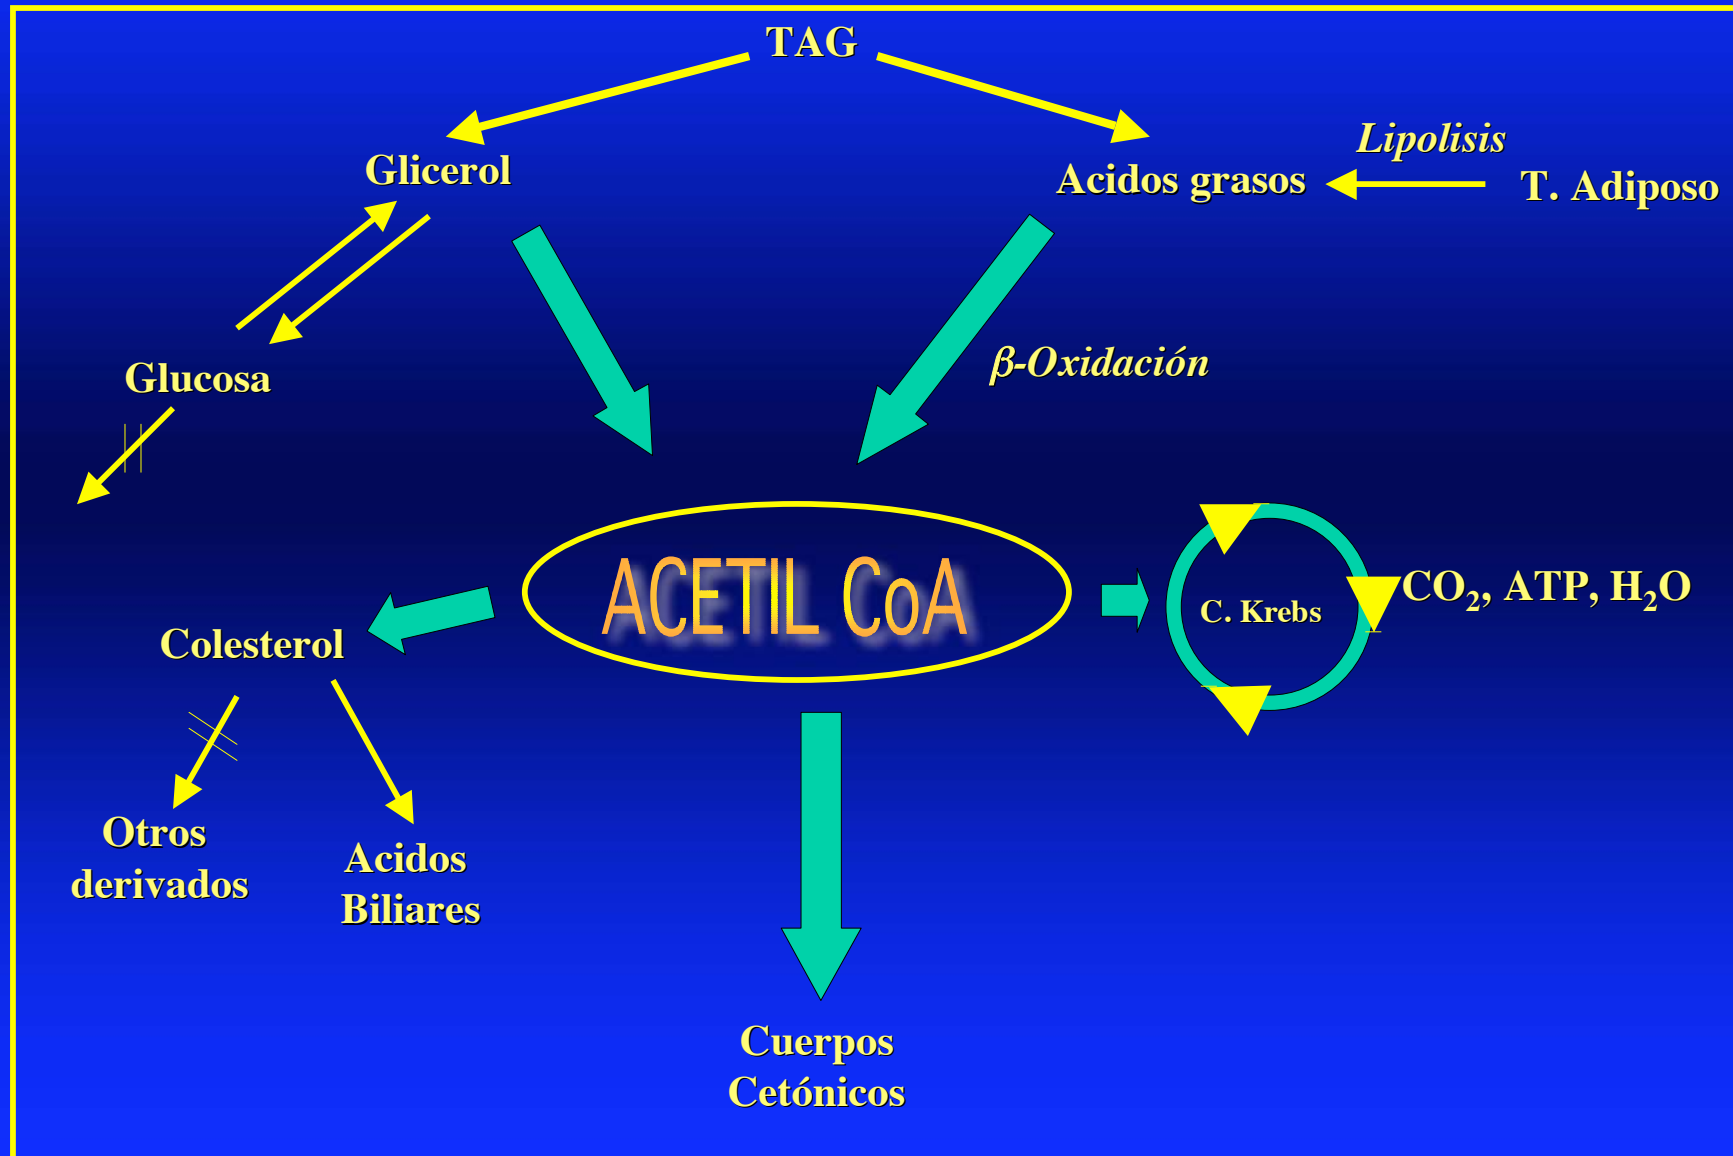 TAG
Lipolisis
Glicerol
Acidos grasos
T. Adiposo
β-Oxidación
Glucosa
ACETIL CoA
C. Krebs
CO₂, ATP, H₂O
Colesterol
Otros
derivados
Acidos
Biliares
Cuerpos
Cetónicos